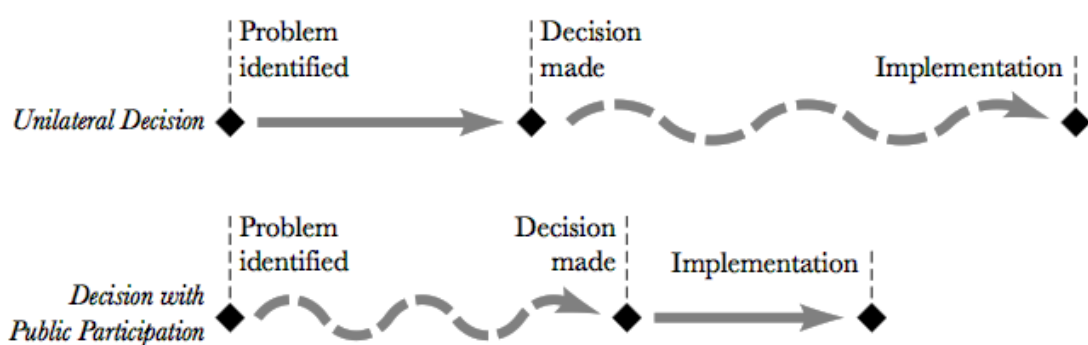 Problem
identified
Decision
made
Implementation
Unilateral Decision
Problem
identified
Decision
made
Implementation
Decision with
Public Participation